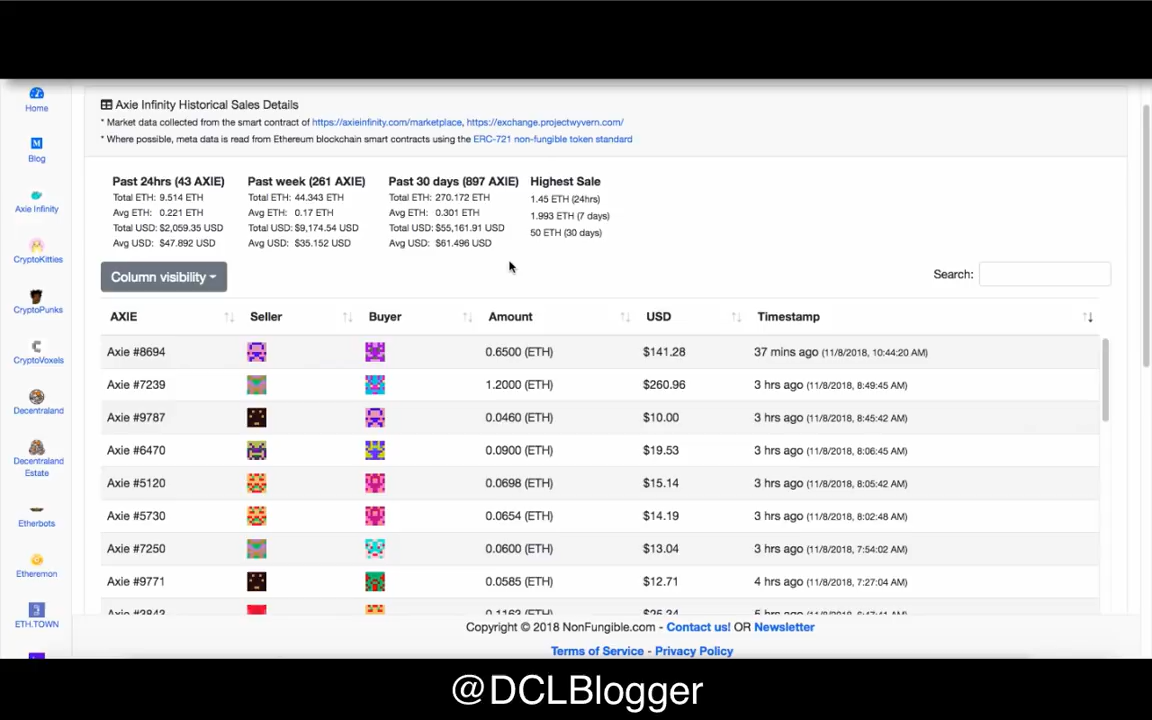 Home
Blog
Axie Infinity
CryptoKitties
CryptoPunks
CryptoVoxels
Decentraland
Decentraland
Estate
Etherbots
Etheremon
ETH.TOWN
Axie Infinity Historical Sales Details
* Market data collected from the smart contract of https://axieinfinity.com/marketplace, https://exchange.projectwyvern.com/
* Where possible, meta data is read from Ethereum blockchain smart contracts using the ERC-721 non-fungible token standard
Past 24hrs (43 AXIE)
Total ETH: 9.514 ETH
Avg ETH: 0.221 ETH
Total USD: $2,059.35 USD
Avg USD: $47.892 USD
Past week (261 AXIE)
Total ETH: 44.343 ETH
Avg ETH: 0.17 ETH
Total USD: $9,174.54 USD
Avg USD: $35.152 USD
Past 30 days (897 AXIE)
Total ETH: 270.172 ETH
Avg ETH: 0.301 ETH
Total USD: $55,161.91 USD
Avg USD: $61.496 USD
Highest Sale
1.45 ETH (24hrs)
1.993 ETH (7 days)
50 ETH (30 days)
Column visibility
Search:
AXIE Seller Buyer Amount USD Timestamp
Axie #8694 0.6500 (ETH) $141.28 37 mins ago (11/8/2018, 10:44:20 AM)
Axie #7239 1.2000 (ETH) $260.96 3 hrs ago (11/8/2018, 8:49:45 AM)
Axie #9787 0.0460 (ETH) $10.00 3 hrs ago (11/8/2018, 8:45:42 AM)
Axie #6470 0.0900 (ETH) $19.53 3 hrs ago (11/8/2018, 8:06:45 AM)
Axie #5120 0.0698 (ETH) $15.14 3 hrs ago (11/8/2018, 8:05:42 AM)
Axie #5730 0.0654 (ETH) $14.19 3 hrs ago (11/8/2018, 8:02:48 AM)
Axie #7250 0.0600 (ETH) $13.04 3 hrs ago (11/8/2018, 7:54:02 AM)
Axie #9771 0.0585 (ETH) $12.71 4 hrs ago (11/8/2018, 7:27:04 AM)
Copyright © 2018 NonFungible.com - Contact us! OR Newsletter
Terms of Service - Privacy Policy
@DCLBlogger